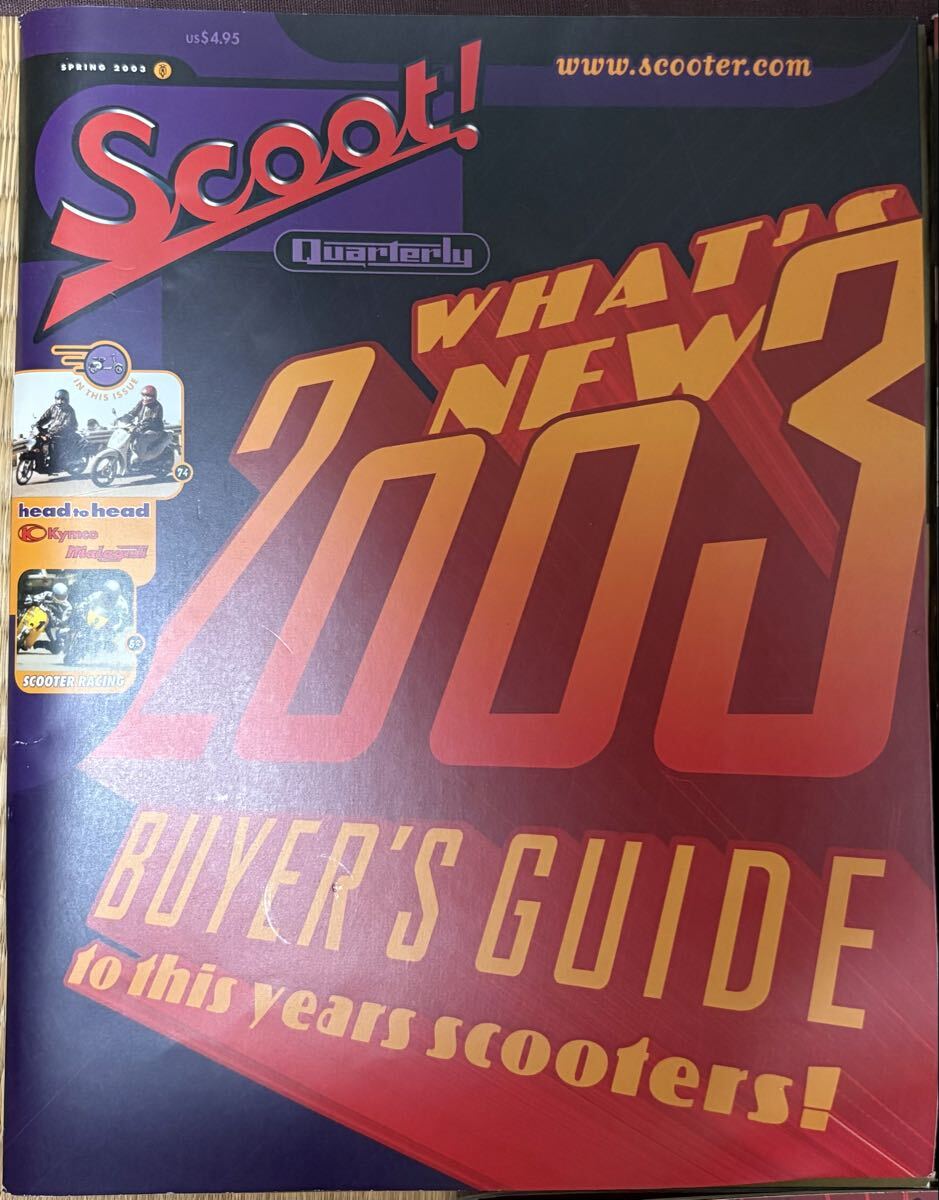 US$4.95
SPRING 2003
www.scooter.com
Scoot!
Quarterly
WHAT'S
NEW
2003
IN THIS ISSUE
74
head to head
Kymco
Malaguti
SCOOTER RACING
BUYER'S GUIDE
to this years scooters!